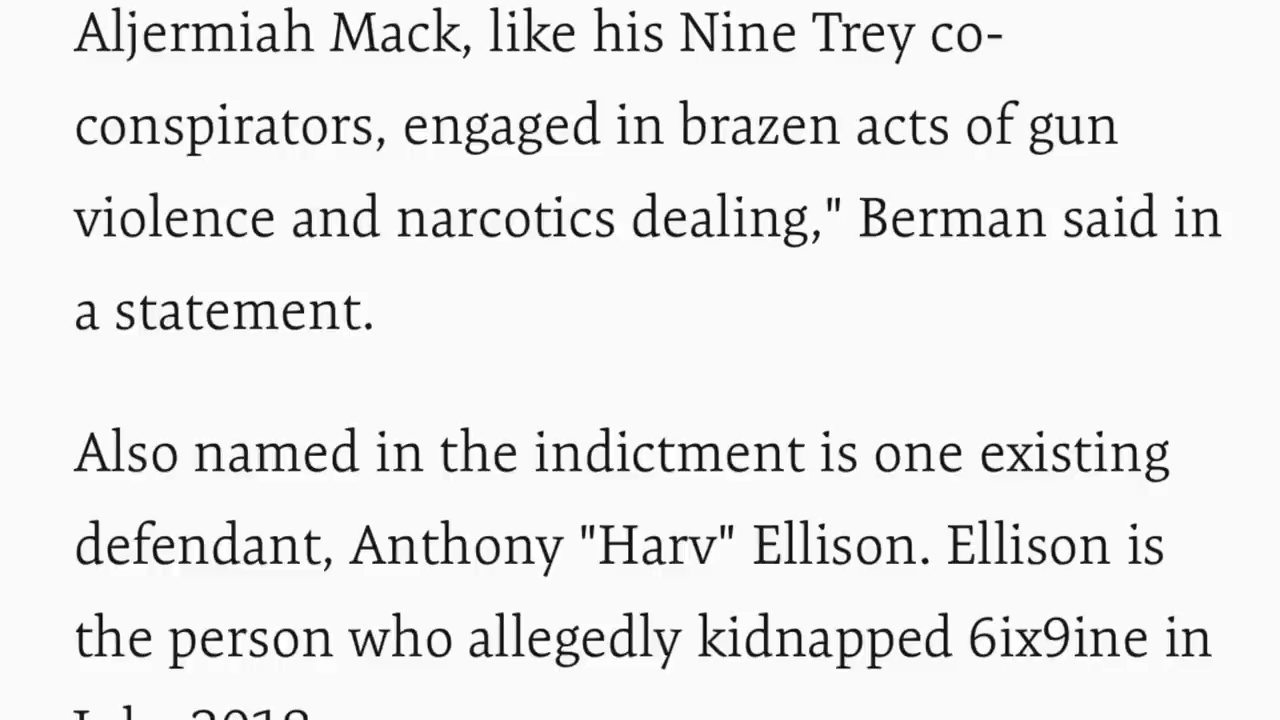 Aljermiah Mack, like his Nine Trey co-
conspirators, engaged in brazen acts of gun
violence and narcotics dealing," Berman said in
a statement.
Also named in the indictment is one existing
defendant, Anthony "Harv" Ellison. Ellison is
the person who allegedly kidnapped 6ix9ine in
July 2018